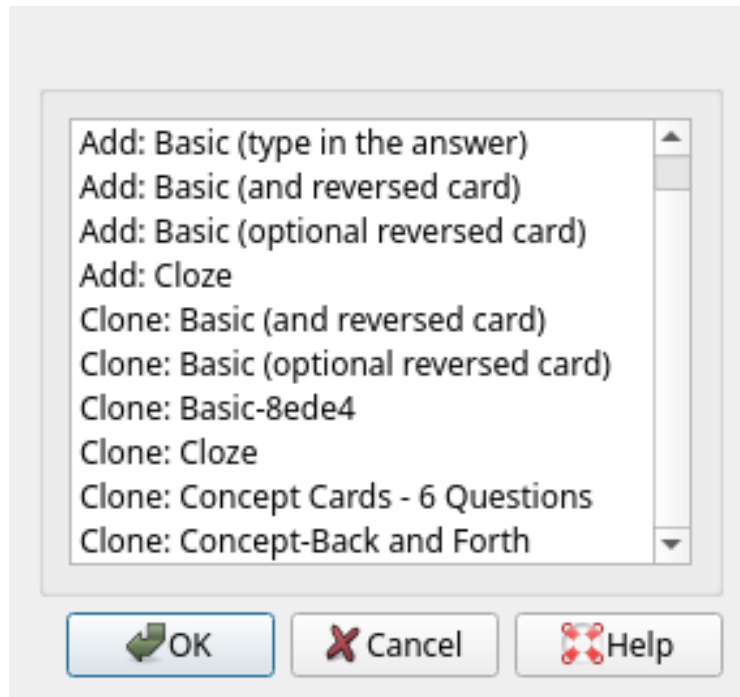 Add: Basic (type in the answer)
Add: Basic (and reversed card)
Add: Basic (optional reversed card)
Add: Cloze
Clone: Basic (and reversed card)
Clone: Basic (optional reversed card)
Clone: Basic-8ede4
Clone: Cloze
Clone: Concept Cards - 6 Questions
Clone: Concept-Back and Forth
OK Cancel Help